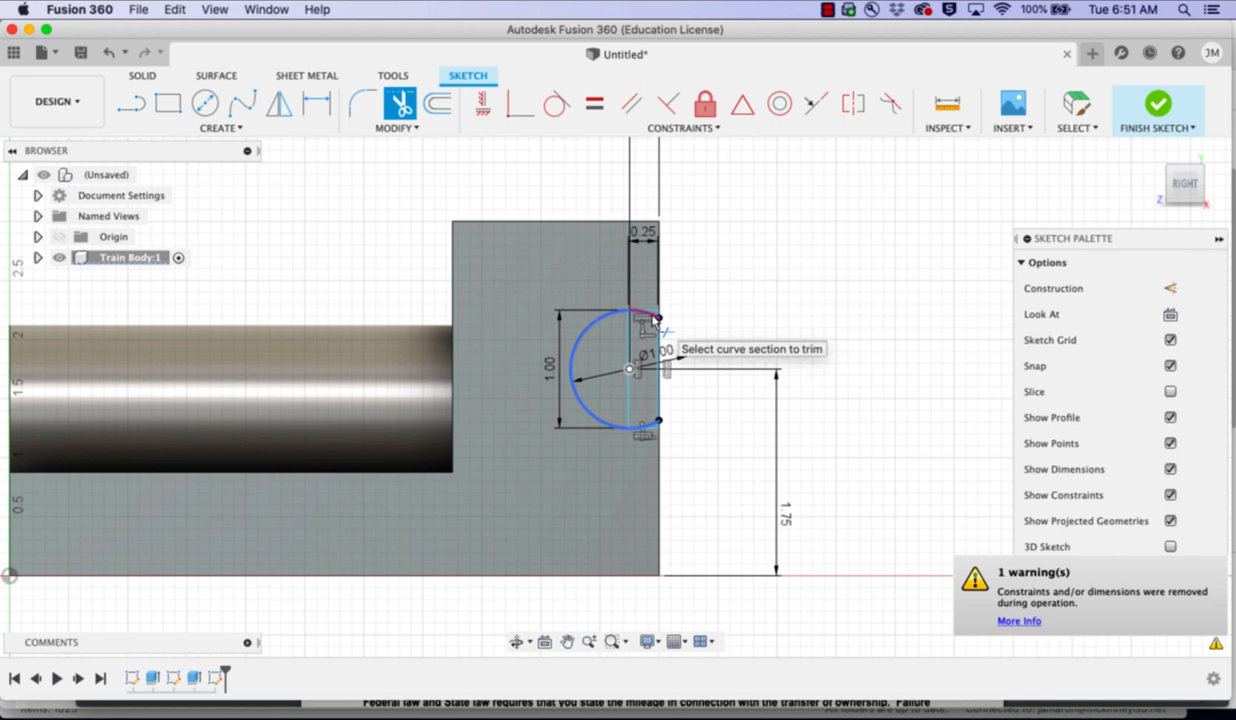 Fusion 360 File Edit View Window Help 100% Tue 6:51 AM
Autodesk Fusion 360 (Education License)
Untitled* JM
SOLID SURFACE SHEET METAL TOOLS SKETCH
DESIGN
CREATE MODIFY CONSTRAINTS INSPECT INSERT SELECT FINISH SKETCH
BROWSER
(Unsaved)
Document Settings
Named Views
Origin
Train Body:1
RIGHT
Y
Z
X
0.25
2.5
2
1.5
1
0.5
1.00
Ø1.00
1.75
Select curve section to trim
SKETCH PALETTE
Options
Construction
Look At
Sketch Grid
Snap
Slice
Show Profile
Show Points
Show Dimensions
Show Constraints
Show Projected Geometries
3D Sketch
1 warning(s)
Constraints and/or dimensions were removed
during operation.
More Info
COMMENTS
Federal law and State law requires that you state the mileage in connection with the transfer of ownership. Failure